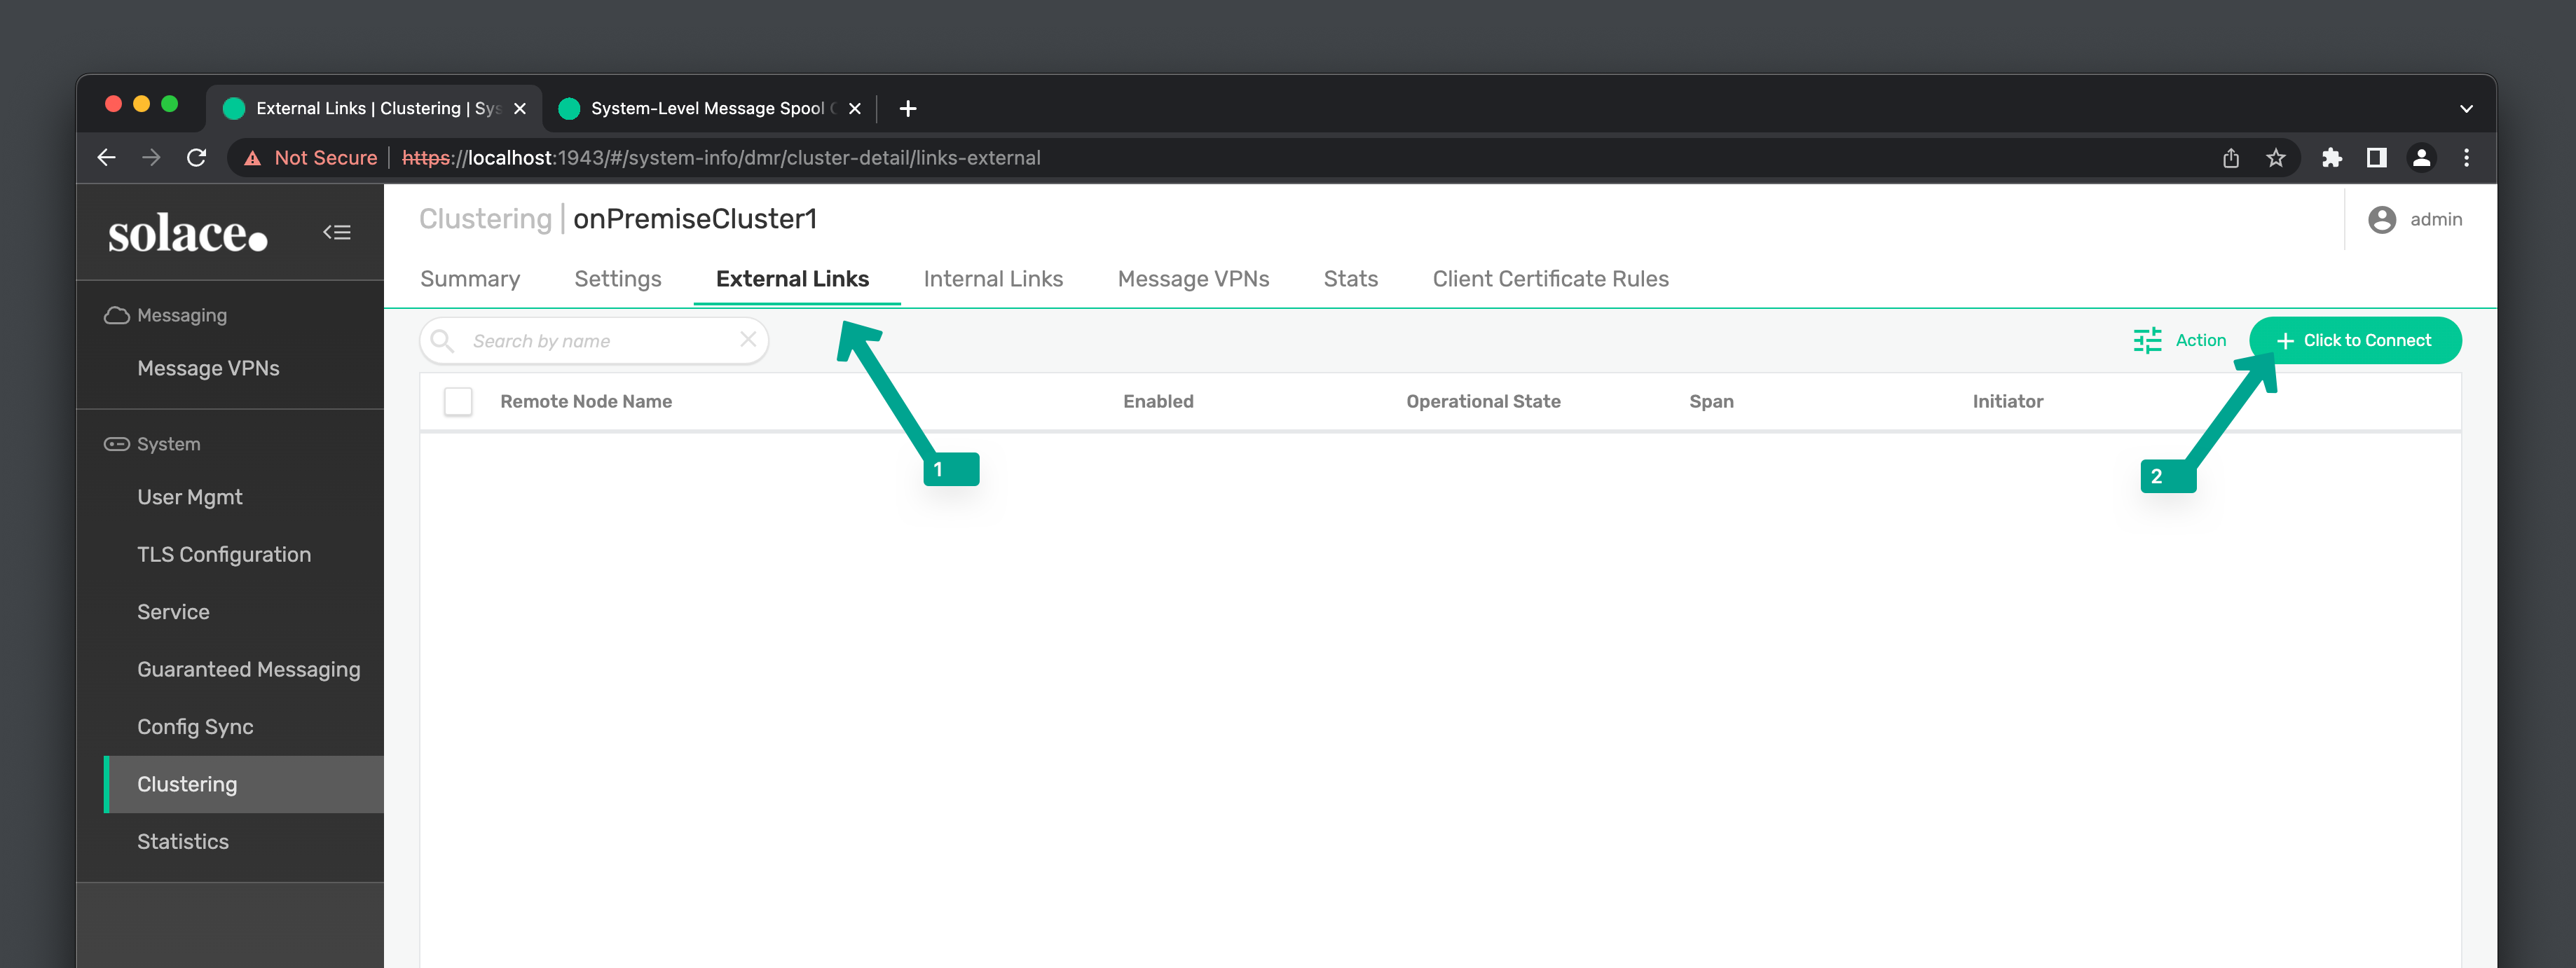 External Links | Clustering | Sys
System-Level Message Spool
Not Secure | https://localhost:1943/#/system-info/dmr/cluster-detail/links-external
solace
Clustering | onPremiseCluster1
admin
Summary Settings External Links Internal Links Message VPNs Stats Client Certificate Rules
Search by name
Action
+ Click to Connect
Remote Node Name Enabled Operational State Span Initiator
1
2
Messaging
Message VPNs
System
User Mgmt
TLS Configuration
Service
Guaranteed Messaging
Config Sync
Clustering
Statistics